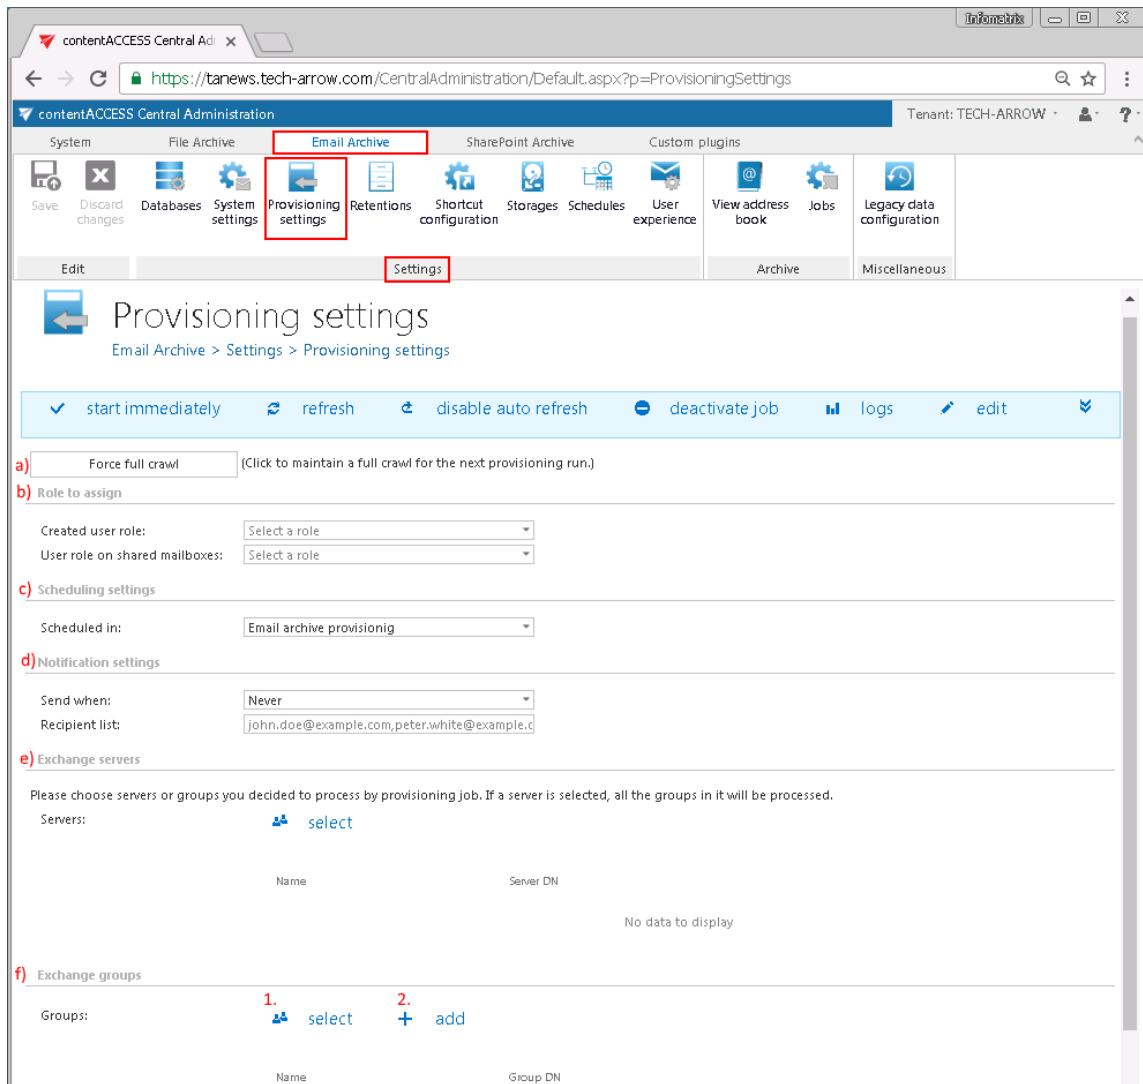 Infomatrix
contentACCESS Central Ad
https://tanews.tech-arrow.com/CentralAdministration/Default.aspx?p=ProvisioningSettings
contentACCESS Central Administration
Tenant: TECH-ARROW
?
System
File Archive
Email Archive
SharePoint Archive
Custom plugins
Save
Discard changes
Databases
System settings
Provisioning settings
Retentions
Shortcut configuration
Storages
Schedules
User experience
View address book
Jobs
Legacy data configuration
Edit
Settings
Archive
Miscellaneous
Provisioning settings
Email Archive > Settings > Provisioning settings
start immediately
refresh
disable auto refresh
deactivate job
logs
edit
a) Force full crawl (Click to maintain a full crawl for the next provisioning run.)
b) Role to assign
Created user role: Select a role
User role on shared mailboxes: Select a role
c) Scheduling settings
Scheduled in: Email archive provisionig
d) Notification settings
Send when: Never
Recipient list: john.doe@example.com,peter.white@example.c
e) Exchange servers
Please choose servers or groups you decided to process by provisioning job. If a server is selected, all the groups in it will be processed.
Servers: select
Name Server DN
No data to display
f) Exchange groups
1. 2.
Groups: select add
Name Group DN